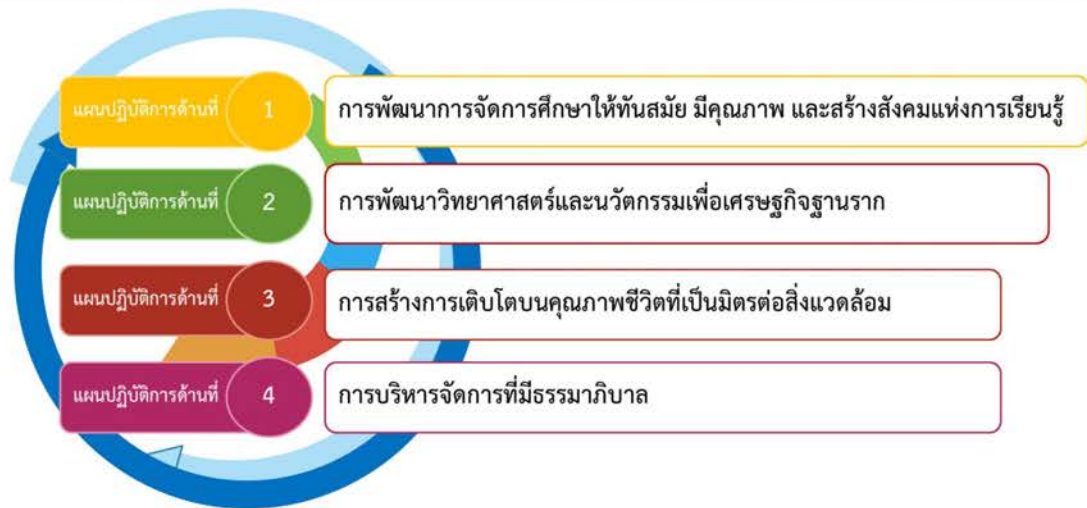 แผนปฏิบัติการด้านที่ 1 การพัฒนาการจัดการศึกษาให้ทันสมัย มีคุณภาพ และสร้างสังคมแห่งการเรียนรู้
แผนปฏิบัติการด้านที่ 2 การพัฒนาวิทยาศาสตร์และนวัตกรรมเพื่อเศรษฐกิจฐานราก
แผนปฏิบัติการด้านที่ 3 การสร้างการเติบโตบนคุณภาพชีวิตที่เป็นมิตรต่อสิ่งแวดล้อม
แผนปฏิบัติการด้านที่ 4 การบริหารจัดการที่มีธรรมาภิบาล